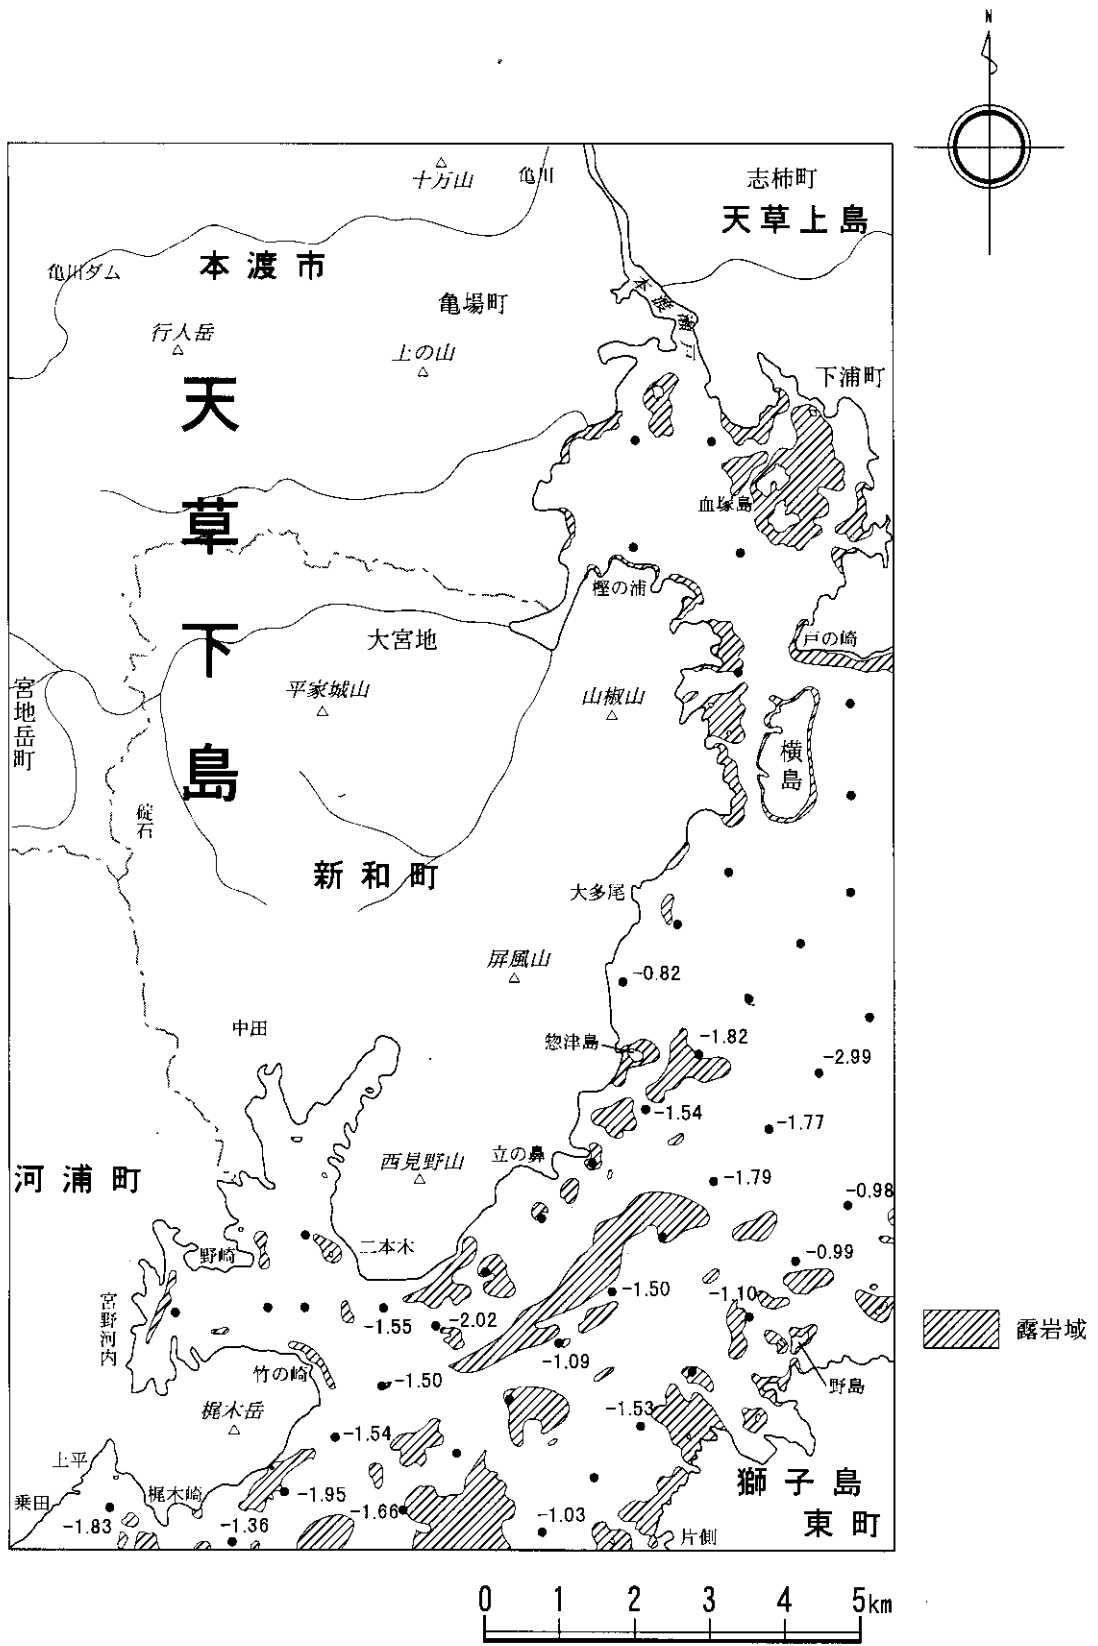 N
十万山
亀川
志柿町
天草上島
亀川ダム
本渡市
本渡瀬戸
亀場町
行人岳
上の山
下浦町
天草下島
血塚島
樫の浦
大宮地
戸の崎
宮地岳町
平家城山
山椒山
横島
碇石
新和町
大多尾
屏風山
-0.82
中田
惣津島
-1.82
-2.99
-1.54
-1.77
河浦町
西見野山
立の鼻
-1.79
-0.98
野崎
二本木
-0.99
宮野河内
-1.50
-1.10
-1.55
-2.02
露岩域
-1.09
竹の崎
-1.50
野島
梶木岳
-1.53
-1.54
上平
獅子島
乗田
梶木崎
-1.95
-1.66
-1.83
-1.36
-1.03
東町
片側
0 1 2 3 4 5km